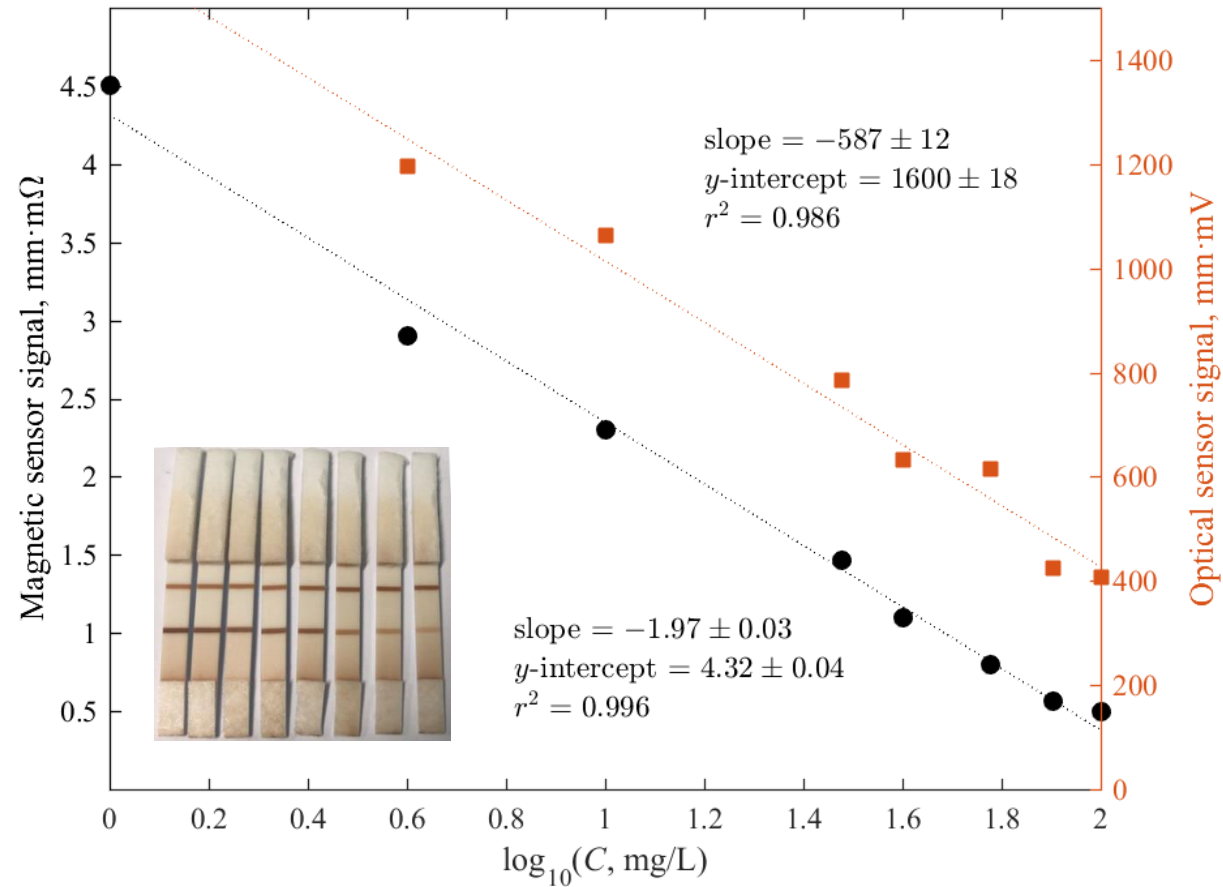 Magnetic sensor signal, mm·mΩ
4.5
4
3.5
3
2.5
2
1.5
1
0.5
slope = −587 ± 12
y-intercept = 1600 ± 18
r² = 0.986
slope = −1.97 ± 0.03
y-intercept = 4.32 ± 0.04
r² = 0.996
1400
1200
1000
800
600
400
200
0
Optical sensor signal, mm·mV
0 0.2 0.4 0.6 0.8 1 1.2 1.4 1.6 1.8 2
log₁₀(C, mg/L)